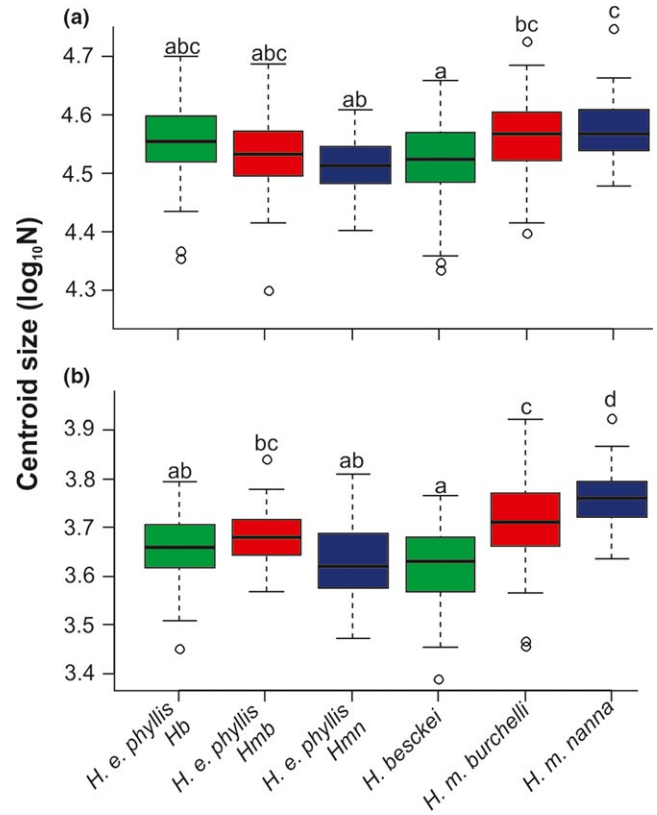 (a)
Centroid size (log₁₀N)
4.7
4.6
4.5
4.4
4.3
abc
abc
ab
a
bc
c
(b)
3.9
3.8
3.7
3.6
3.5
3.4
ab
bc
ab
a
c
d
H. e. phyllis
Hb
H. e. phyllis
Hmb
H. e. phyllis
Hmn
H. besckei
H. m. burchelli
H. m. nanna